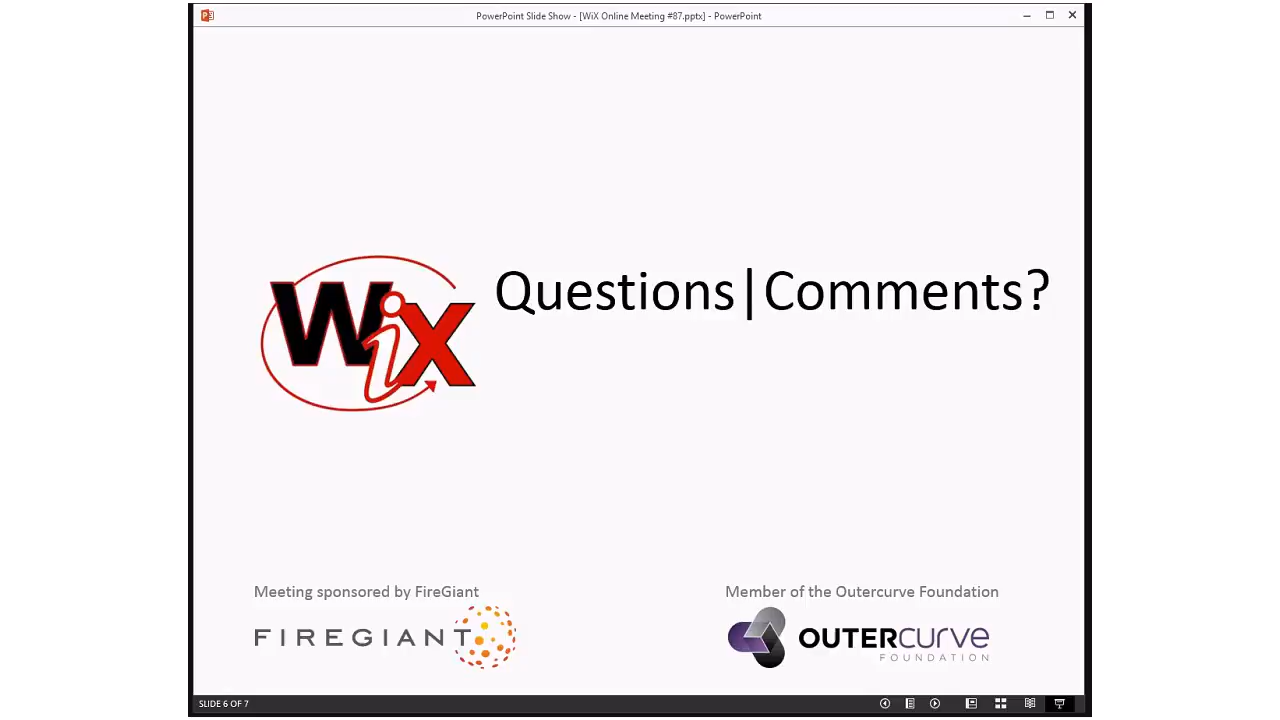 PowerPoint Slide Show - [WiX Online Meeting #87.pptx] - PowerPoint
WiX
Questions|Comments?
Meeting sponsored by FireGiant
FIREGIANT
Member of the Outercurve Foundation
OUTERCURVE
FOUNDATION
SLIDE 6 OF 7